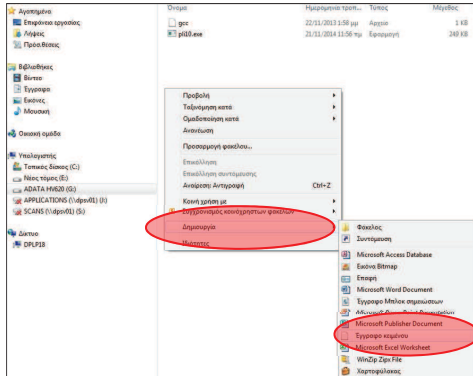 Όνομα Ημερομηνία τροπ... Τύπος Μέγεθος
Αγαπημένα
Επιφάνεια εργασίας
Λήψεις
Πρόσ.θέσεις
Βιβλιοθήκες
Βίντεο
Έγγραφα
Εικόνες
Μουσική
Οικιακή ομάδα
Υπολογιστής
Τοπικός δίσκος (C:)
Νέος τόμος (E:)
ADATA HV620 (G:)
APPLICATIONS (\\dpsv01) (I:)
SCANS (\\dpsv01) (S:)
Δίκτυο
DPLP18
gcc 22/11/2013 1:58 μμ Αρχείο 1 KB
pli10.exe 21/11/2014 11:56 πμ Εφαρμογή 249 KB
Προβολή
Ταξινόμηση κατά
Ομαδοποίηση κατά
Ανανέωση
Προσαρμογή φακέλου...
Επικόλληση
Επικόλληση συντόμευσης
Αναίρεση: Αντιγραφή Ctrl+Z
Κοινή χρήση με
Συγχρονισμός κοινόχρηστων φακέλων
Δημιουργία
Ιδιότητες
Φάκελος
Συντόμευση
Microsoft Access Database
Εικόνα Bitmap
Επαφή
Microsoft Word Document
Έγγραφο Μπλοκ σημειώσεων
Microsoft PowerPoint Presentation
Microsoft Publisher Document
Έγγραφο κειμένου
Microsoft Excel Worksheet
WinZip Zipx File
Χαρτοφύλακας